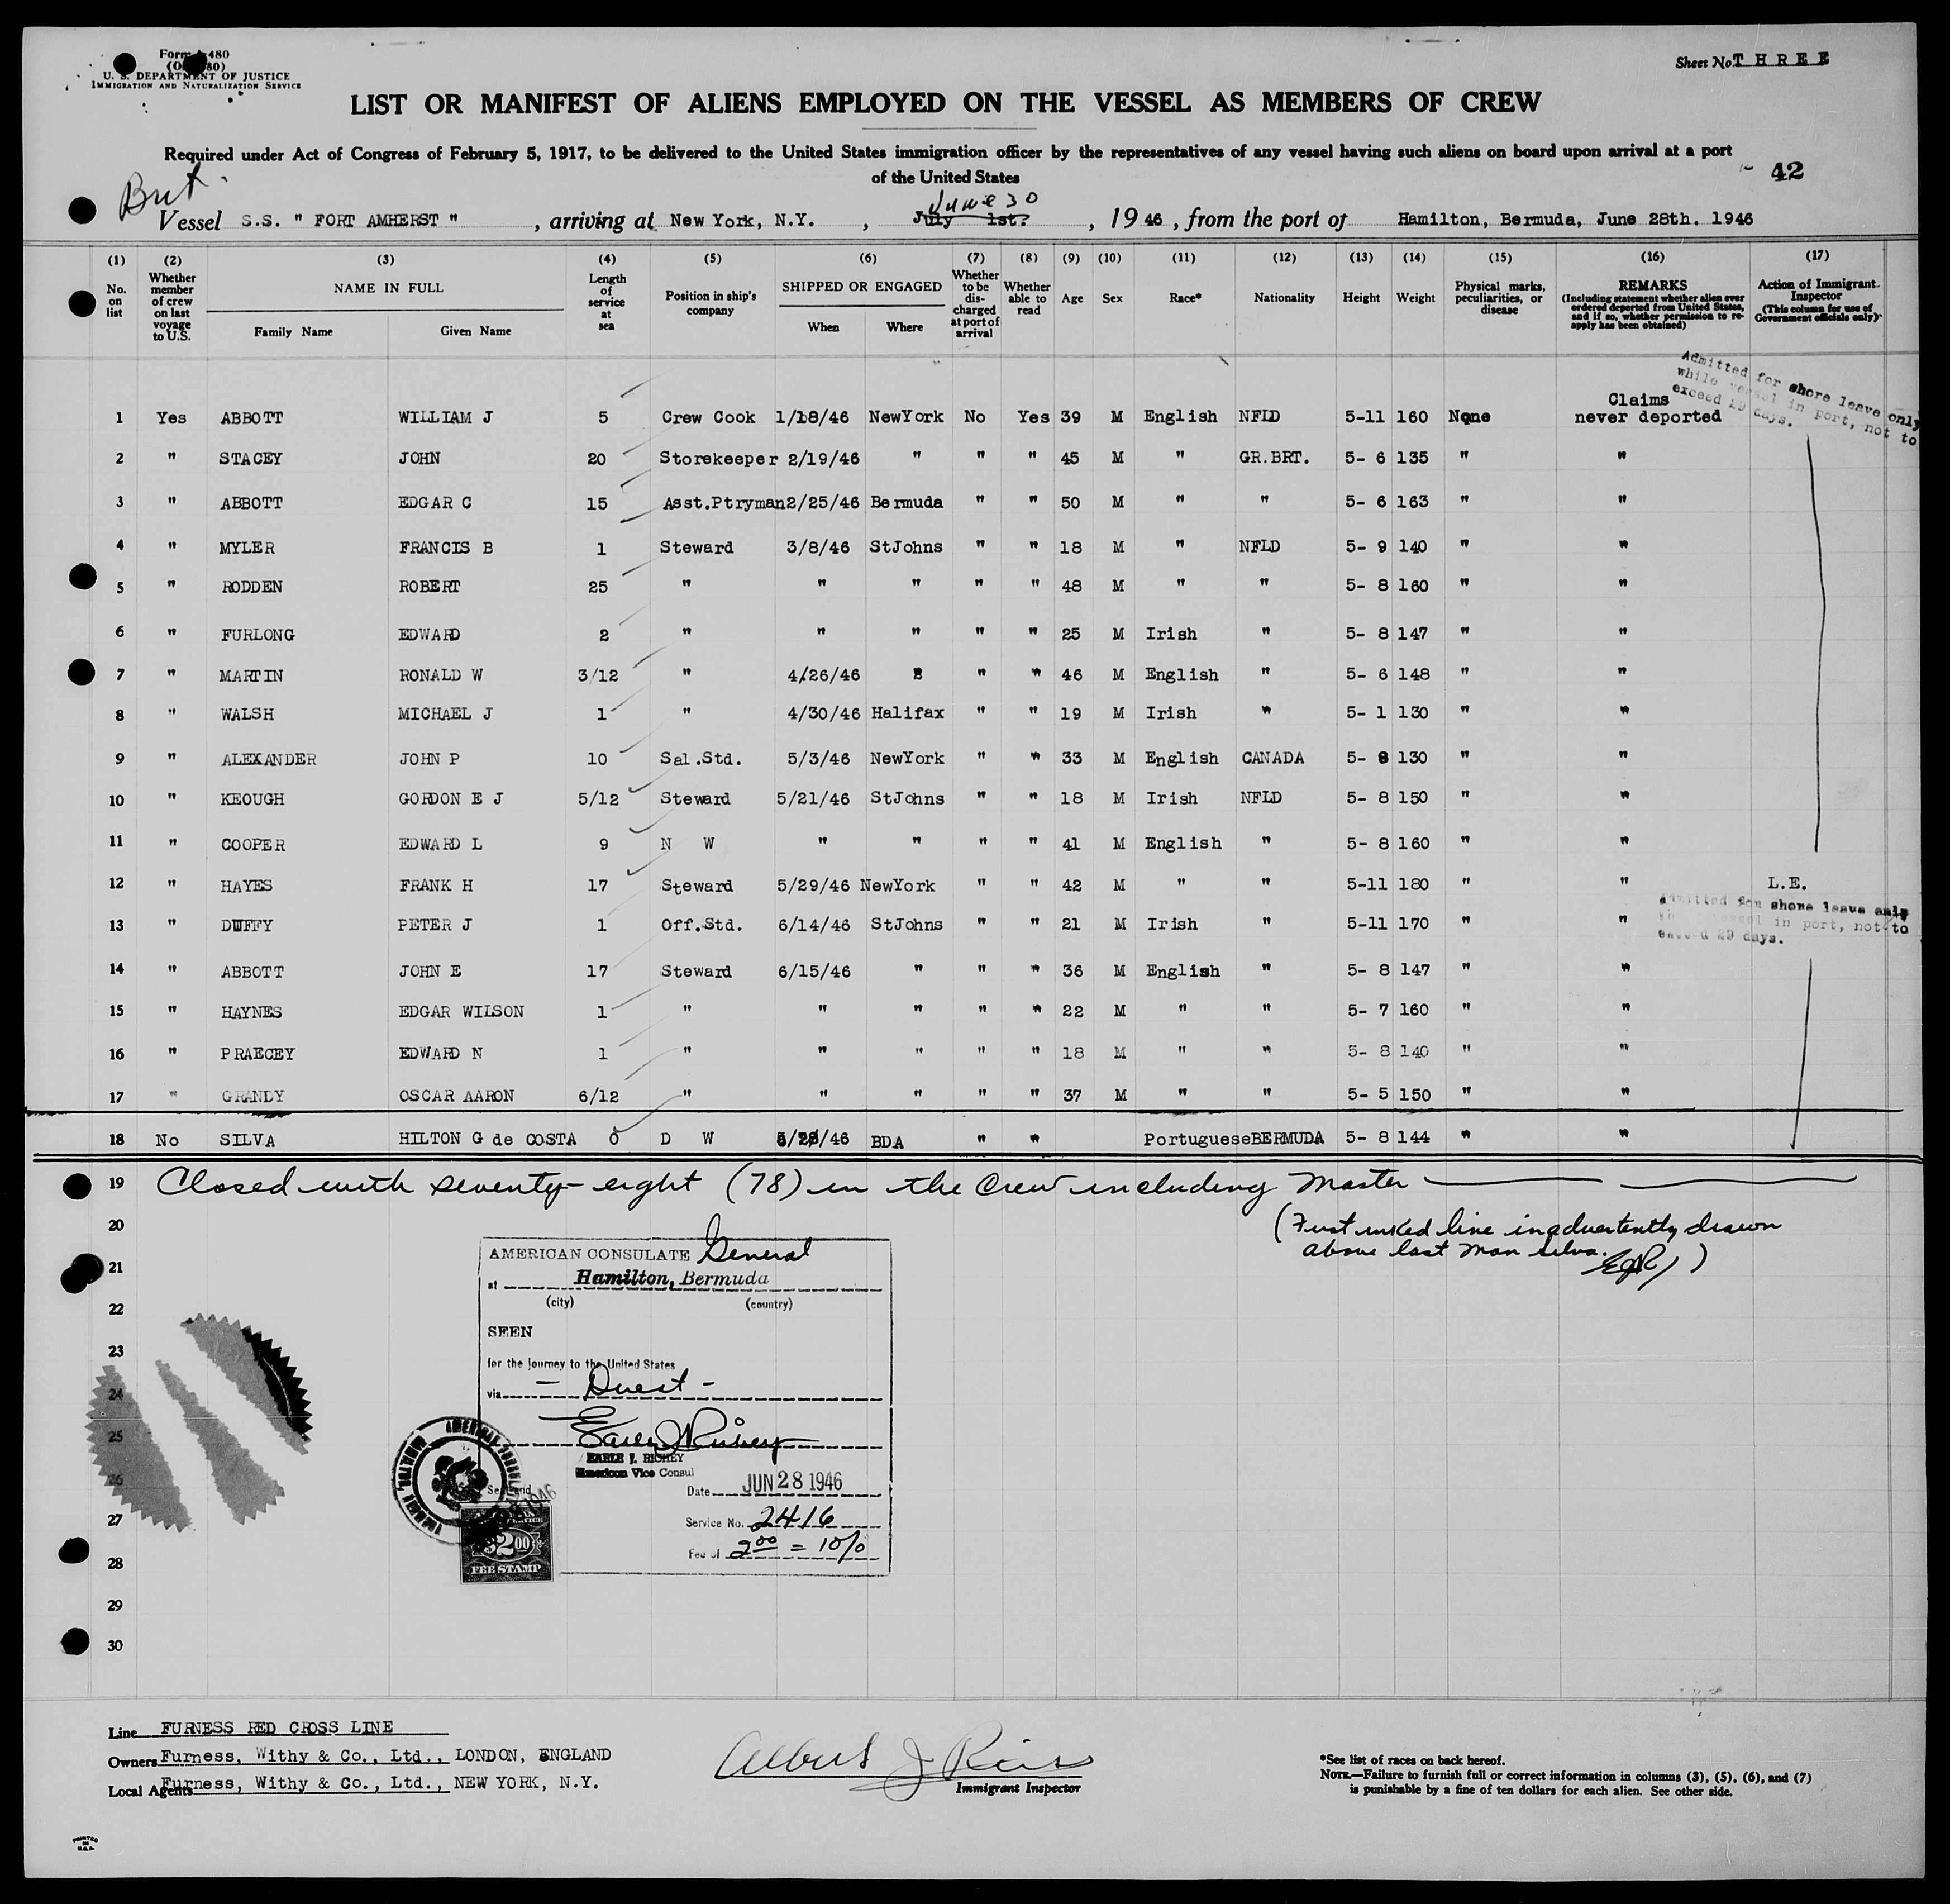 Form 480
U. S. DEPARTMENT OF JUSTICE
IMMIGRATION AND NATURALIZATION SERVICE
Sheet No. THREE
LIST OR MANIFEST OF ALIENS EMPLOYED ON THE VESSEL AS MEMBERS OF CREW
Required under Act of Congress of February 5, 1917, to be delivered to the United States immigration officer by the representatives of any vessel having such aliens on board upon arrival at a port
of the United States
42
Brit.
June 30
Vessel S.S. " FORT AMHERST " , arriving at New York, N.Y. , July 1st. , 19 46 , from the port of Hamilton, Bermuda, June 28th. 1946
(1) No. on list
(2) Whether member of crew on last voyage to U.S.
(3) NAME IN FULL Family Name Given Name
(4) Length of service at sea
(5) Position in ship's company
(6) SHIPPED OR ENGAGED When Where
(7) Whether to be discharged at port of arrival
(8) Whether able to read
(9) Age
(10) Sex
(11) Race*
(12) Nationality
(13) Height
(14) Weight
(15) Physical marks, peculiarities, or disease
(16) REMARKS (Including statement whether alien ever ordered deported from United States, and if so, whether permission to re-apply has been obtained)
(17) Action of Immigrant Inspector (This column for use of Government officials only)
Admitted for shore leave only
while vessel in port, not to
exceed 29 days.
1 Yes ABBOTT WILLIAM J 5 Crew Cook 1/18/46 NewYork No Yes 39 M English NFLD 5-11 160 None Claims never deported
2 " STACEY JOHN 20 Storekeeper 2/19/46 " " " 45 M " GR.BRT. 5- 6 135 " "
3 " ABBOTT EDGAR C 15 Asst.Ptryman 2/25/46 Bermuda " " 50 M " " 5- 6 163 " "
4 " MYLER FRANCIS B 1 Steward 3/8/46 StJohns " " 18 M " NFLD 5- 9 140 " "
5 " RODDEN ROBERT 25 " " " " " 48 M " " 5- 8 160 " "
6 " FURLONG EDWARD 2 " " " " " 25 M Irish " 5- 8 147 " "
7 " MARTIN RONALD W 3/12 " 4/26/46 " " " 46 M English " 5- 6 148 " "
8 " WALSH MICHAEL J 1 " 4/30/46 Halifax " " 19 M Irish " 5- 1 130 " "
9 " ALEXANDER JOHN P 10 Sal.Std. 5/3/46 NewYork " " 33 M English CANADA 5- 8 130 " "
10 " KEOUGH GORDON E J 5/12 Steward 5/21/46 StJohns " " 18 M Irish NFLD 5- 8 150 " "
11 " COOPER EDWARD L 9 N W " " " " 41 M English " 5- 8 160 " "
12 " HAYES FRANK H 17 Steward 5/29/46 NewYork " " 42 M " " 5-11 180 " " L.E.
Admitted for shore leave only
while vessel in port, not to
exceed 29 days.
13 " DUFFY PETER J 1 Off.Std. 6/14/46 StJohns " " 21 M Irish " 5-11 170 " "
14 " ABBOTT JOHN E 17 Steward 6/15/46 " " " 36 M English " 5- 8 147 " "
15 " HAYNES EDGAR WILSON 1 " " " " " 22 M " " 5- 7 160 " "
16 " PRAECEY EDWARD N 1 " " " " " 18 M " " 5- 8 140 " "
17 " GRANDY OSCAR AARON 6/12 " " " " " 37 M " " 5- 5 150 " "
18 No SILVA HILTON G de COSTA 0 D W /46 BDA " " Portuguese BERMUDA 5- 8 144 " "
19 Closed with seventy-eight (78) in the Crew including Master
20
(First inked line inadvertently drawn
above last man Silva. EJR)
21
22
23
24
25
26
27
28
29
30
AMERICAN CONSULATE General
at Hamilton, Bermuda
(city) (country)
SEEN
for the journey to the United States
via - Direct -
EARLE J. RICHEY
American Vice Consul
Seal and
Date JUN 28 1946
Service No. 2416
Fee of 2.00 = 10/0
$2.00
FEE STAMP
Line FURNESS RED CROSS LINE
Owners Furness, Withy & Co., Ltd., LONDON, ENGLAND
Local Agents Furness, Withy & Co., Ltd., NEW YORK, N.Y.
Immigrant Inspector
*See list of races on back hereof.
NOTE.—Failure to furnish full or correct information in columns (3), (5), (6), and (7)
is punishable by a fine of ten dollars for each alien. See other side.
PRINTED
IN
U.S.A.